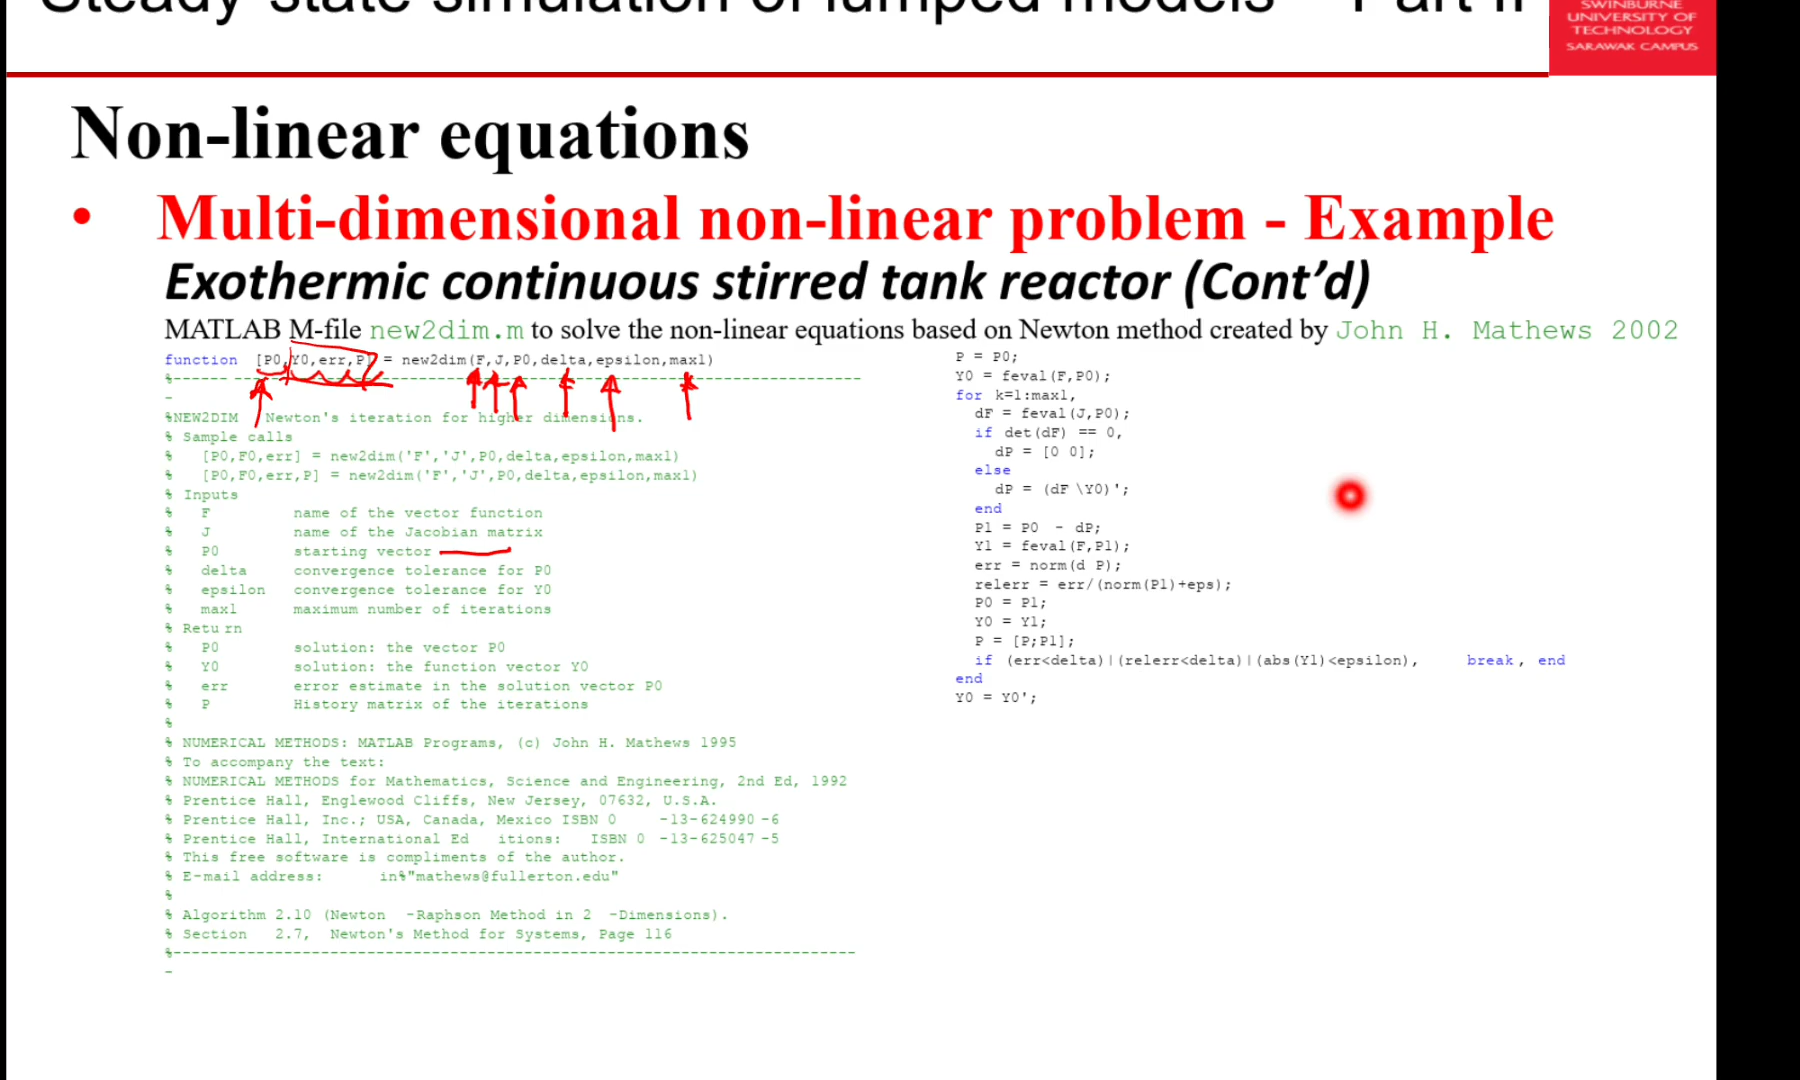 Steady-state simulation of lumped models – Part II
SWINBURNE
UNIVERSITY OF
TECHNOLOGY
SARAWAK CAMPUS
Non-linear equations
• Multi-dimensional non-linear problem - Example
Exothermic continuous stirred tank reactor (Cont’d)
MATLAB M-file new2dim.m to solve the non-linear equations based on Newton method created by John H. Mathews 2002
function [P0,Y0,err,P] = new2dim(F,J,P0,delta,epsilon,max1)
%---------------------------------------------------------------------------
-
%NEW2DIM Newton's iteration for higher dimensions.
% Sample calls
% [P0,F0,err] = new2dim('F','J',P0,delta,epsilon,max1)
% [P0,F0,err,P] = new2dim('F','J',P0,delta,epsilon,max1)
% Inputs
% F name of the vector function
% J name of the Jacobian matrix
% P0 starting vector
% delta convergence tolerance for P0
% epsilon convergence tolerance for Y0
% max1 maximum number of iterations
% Retu rn
% P0 solution: the vector P0
% Y0 solution: the function vector Y0
% err error estimate in the solution vector P0
% P History matrix of the iterations
%
% NUMERICAL METHODS: MATLAB Programs, (c) John H. Mathews 1995
% To accompany the text:
% NUMERICAL METHODS for Mathematics, Science and Engineering, 2nd Ed, 1992
% Prentice Hall, Englewood Cliffs, New Jersey, 07632, U.S.A.
% Prentice Hall, Inc.; USA, Canada, Mexico ISBN 0 -13-624990 -6
% Prentice Hall, International Ed itions: ISBN 0 -13-625047 -5
% This free software is compliments of the author.
% E-mail address: in%"mathews@fullerton.edu"
%
% Algorithm 2.10 (Newton -Raphson Method in 2 -Dimensions).
% Section 2.7, Newton's Method for Systems, Page 116
%---------------------------------------------------------------------------
-
P = P0;
Y0 = feval(F,P0);
for k=1:max1,
dF = feval(J,P0);
if det(dF) == 0,
dP = [0 0];
else
dP = (dF \Y0)';
end
P1 = P0 - dP;
Y1 = feval(F,P1);
err = norm(d P);
relerr = err/(norm(P1)+eps);
P0 = P1;
Y0 = Y1;
P = [P;P1];
if (err<delta)|(relerr<delta)|(abs(Y1)<epsilon), break, end
end
Y0 = Y0';